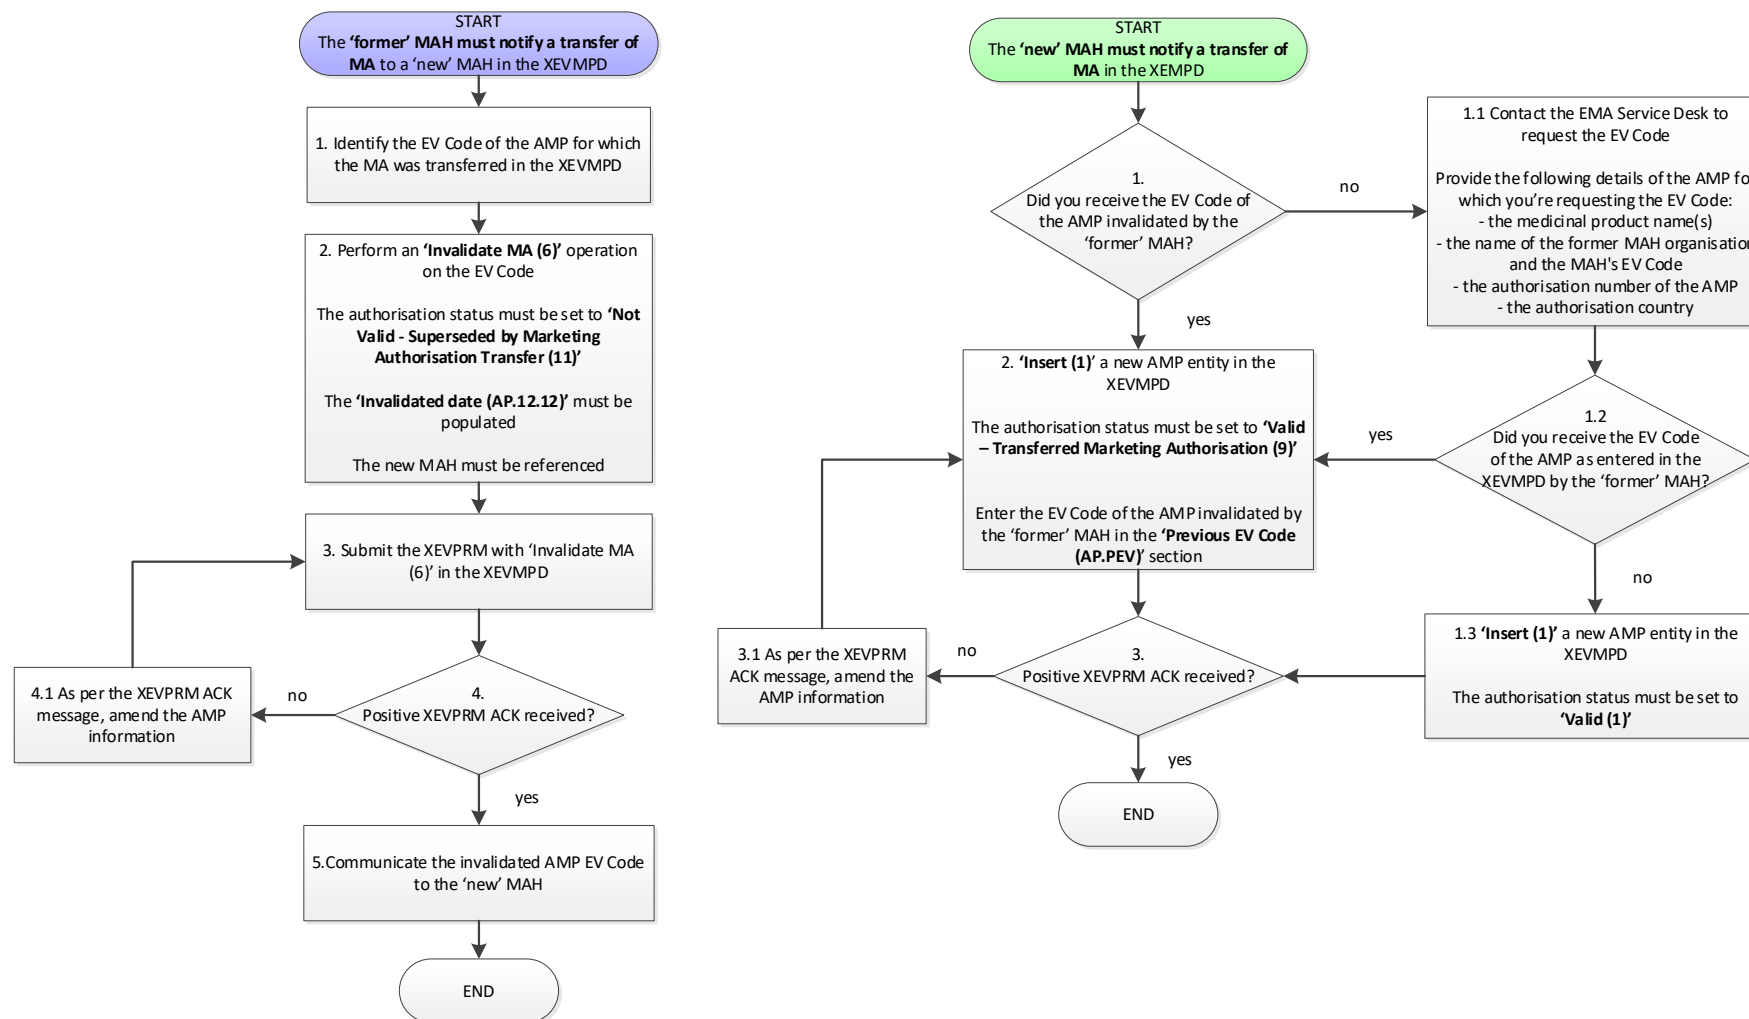 START
The ‘former’ MAH must notify a transfer of
MA to a ‘new’ MAH in the XEVMPD
1. Identify the EV Code of the AMP for which
the MA was transferred in the XEVMPD
2. Perform an ‘Invalidate MA (6)’ operation
on the EV Code
The authorisation status must be set to ‘Not
Valid - Superseded by Marketing
Authorisation Transfer (11)’
The ‘Invalidated date (AP.12.12)’ must be
populated
The new MAH must be referenced
3. Submit the XEVPRM with ‘Invalidate MA
(6)’ in the XEVMPD
4.
Positive XEVPRM ACK received?
no
4.1 As per the XEVPRM ACK
message, amend the AMP
information
yes
5.Communicate the invalidated AMP EV Code
to the ‘new’ MAH
END
START
The ‘new’ MAH must notify a transfer of
MA in the XEMPD
1.
Did you receive the EV Code of
the AMP invalidated by the
‘former’ MAH?
no
1.1 Contact the EMA Service Desk to
request the EV Code
Provide the following details of the AMP fo
which you’re requesting the EV Code:
- the medicinal product name(s)
- the name of the former MAH organisation
and the MAH's EV Code
- the authorisation number of the AMP
- the authorisation country
yes
2. ‘Insert (1)’ a new AMP entity in the
XEVMPD
The authorisation status must be set to ‘Valid
– Transferred Marketing Authorisation (9)’
Enter the EV Code of the AMP invalidated by
the ‘former’ MAH in the ‘Previous EV Code
(AP.PEV)’ section
yes
1.2
Did you receive the EV Code
of the AMP as entered in the
XEVMPD by the ‘former’ MAH?
no
1.3 ‘Insert (1)’ a new AMP entity in the
XEVMPD
The authorisation status must be set to
‘Valid (1)’
3.
Positive XEVPRM ACK received?
no
3.1 As per the XEVPRM
ACK message, amend the
AMP information
yes
END